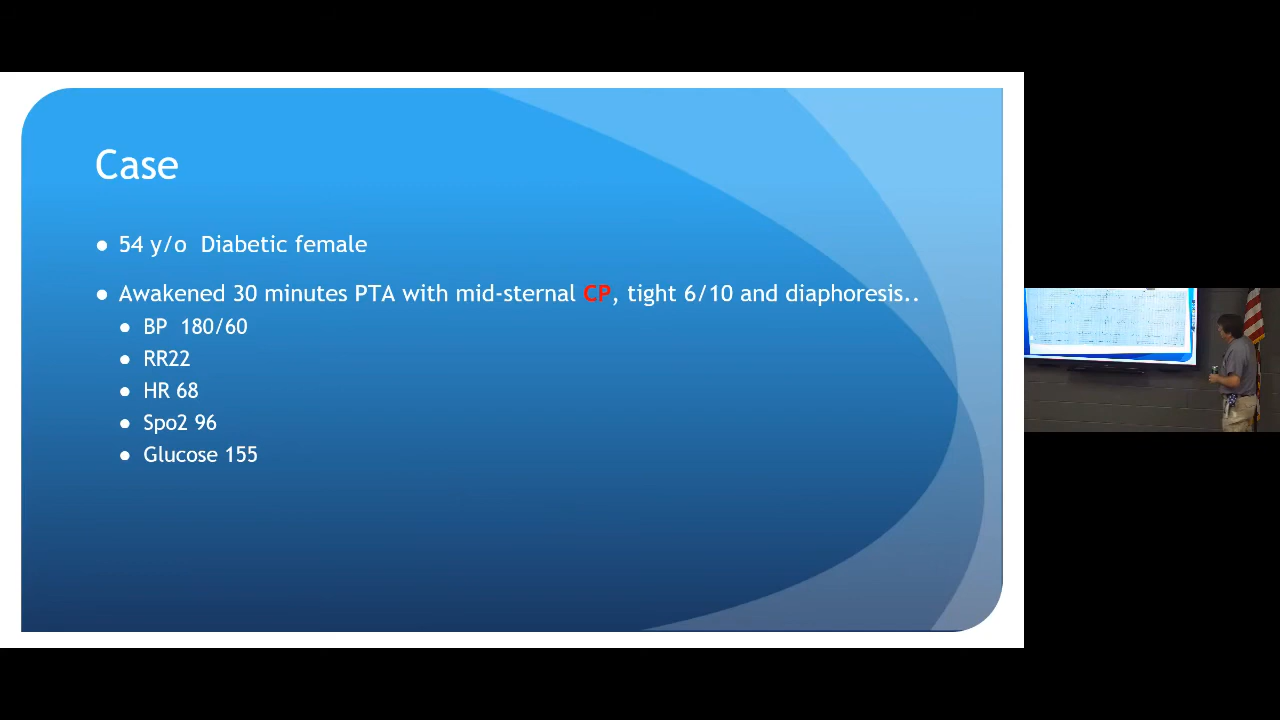 Case
54 y/o  Diabetic female
Awakened 30 minutes PTA with mid-sternal CP, tight 6/10 and diaphoresis..
BP  180/60
RR22
HR 68
Spo2 96
Glucose 155